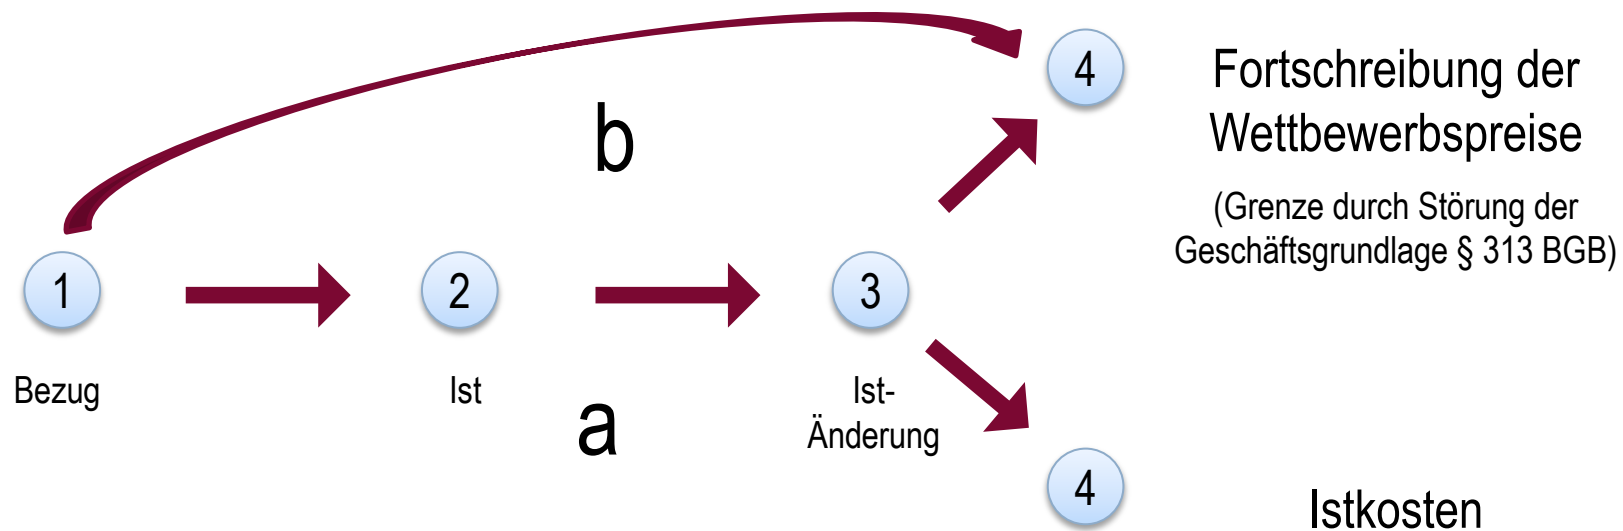 4
Fortschreibung der
Wettbewerbspreise
(Grenze durch Störung der
Geschäftsgrundlage § 313 BGB)
b
1
2
3
Bezug
Ist
Ist-
Änderung
a
4
Istkosten